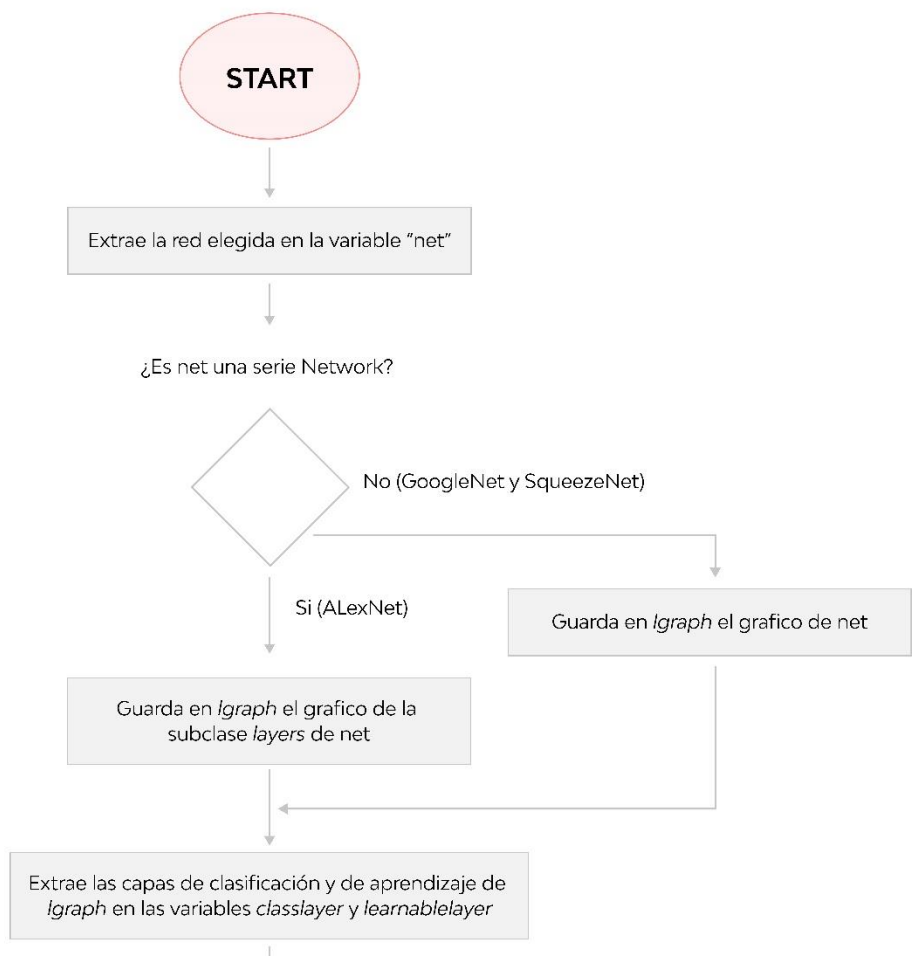 START
Extrae la red elegida en la variable “net”
¿Es net una serie Network?
No (GoogleNet y SqueezeNet)
Si (ALexNet)
Guarda en lgraph el grafico de net
Guarda en lgraph el grafico de la
subclase layers de net
Extrae las capas de clasificación y de aprendizaje de
lgraph en las variables classlayer y learnablelayer